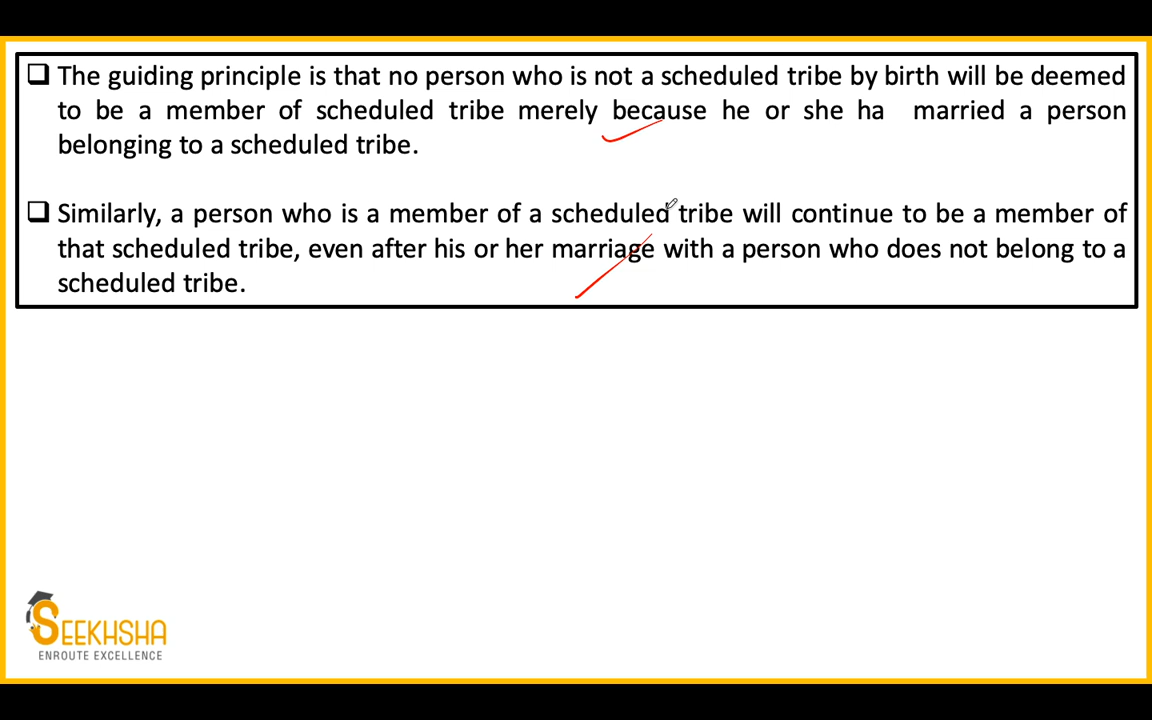 The guiding principle is that no person who is not a scheduled tribe by birth will be deemed
to be a member of scheduled tribe merely because he or she ha married a person
belonging to a scheduled tribe.
Similarly, a person who is a member of a scheduled tribe will continue to be a member of
that scheduled tribe, even after his or her marriage with a person who does not belong to a
scheduled tribe.
SEEKHSHA
ENROUTE EXCELLENCE